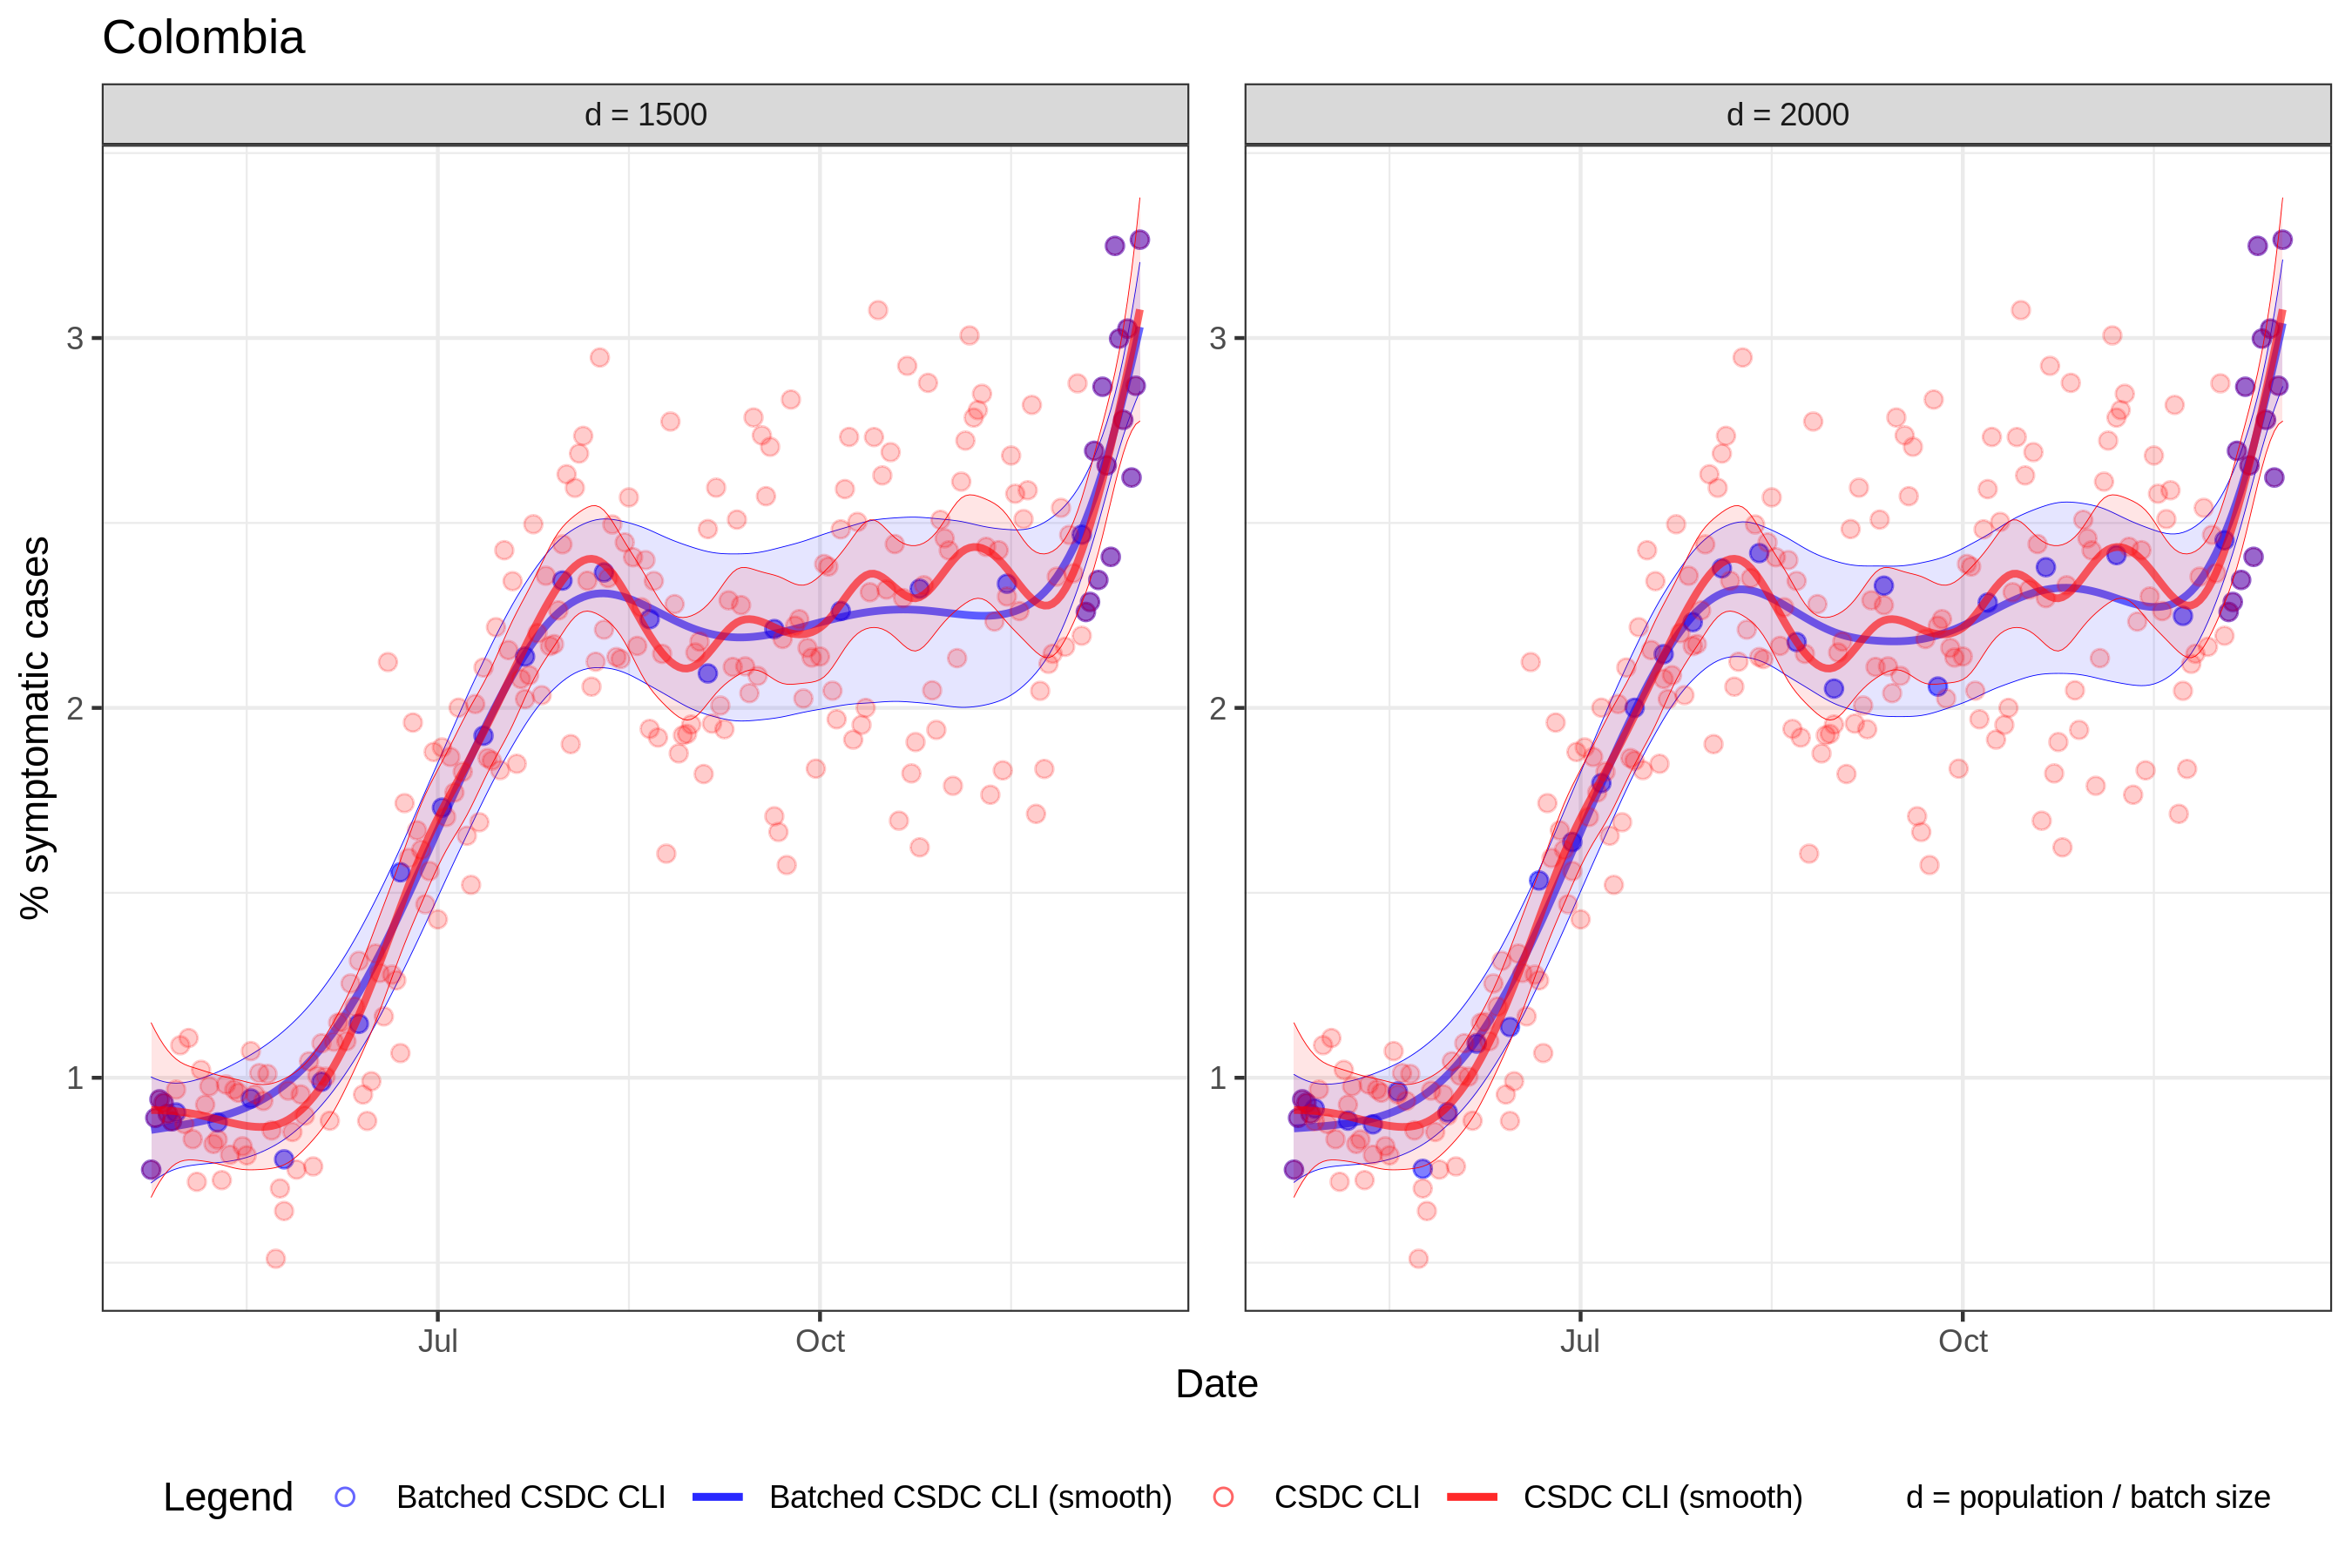 Colombia
d = 1500
d = 2000
% symptomatic cases
3
2
1
3
2
1
Jul
Oct
Jul
Oct
Date
Legend
Batched CSDC CLI
Batched CSDC CLI (smooth)
CSDC CLI
CSDC CLI (smooth)
d = population / batch size